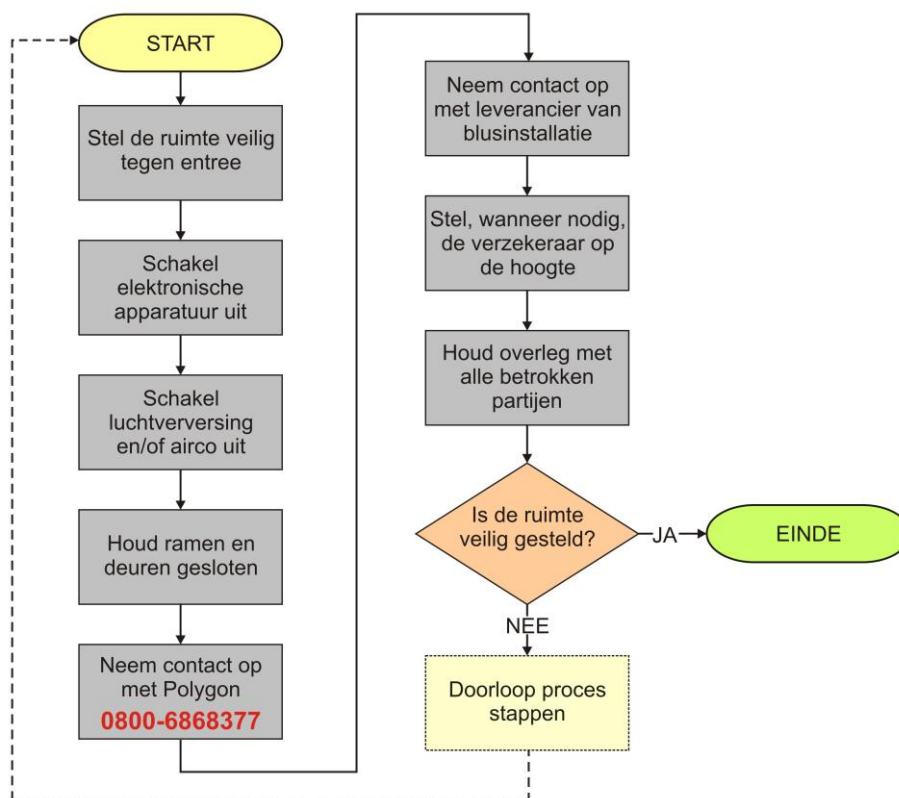 START
Stel de ruimte veilig
tegen entree
Schakel
elektronische
apparatuur uit
Schakel
luchtverversing
en/of airco uit
Houd ramen en
deuren gesloten
Neem contact op
met Polygon
0800-6868377
Neem contact op
met leverancier van
blusinstallatie
Stel, wanneer nodig,
de verzekeraar op
de hoogte
Houd overleg met
alle betrokken
partijen
Is de ruimte
veilig gesteld?
JA
EINDE
NEE
Doorloop proces
stappen